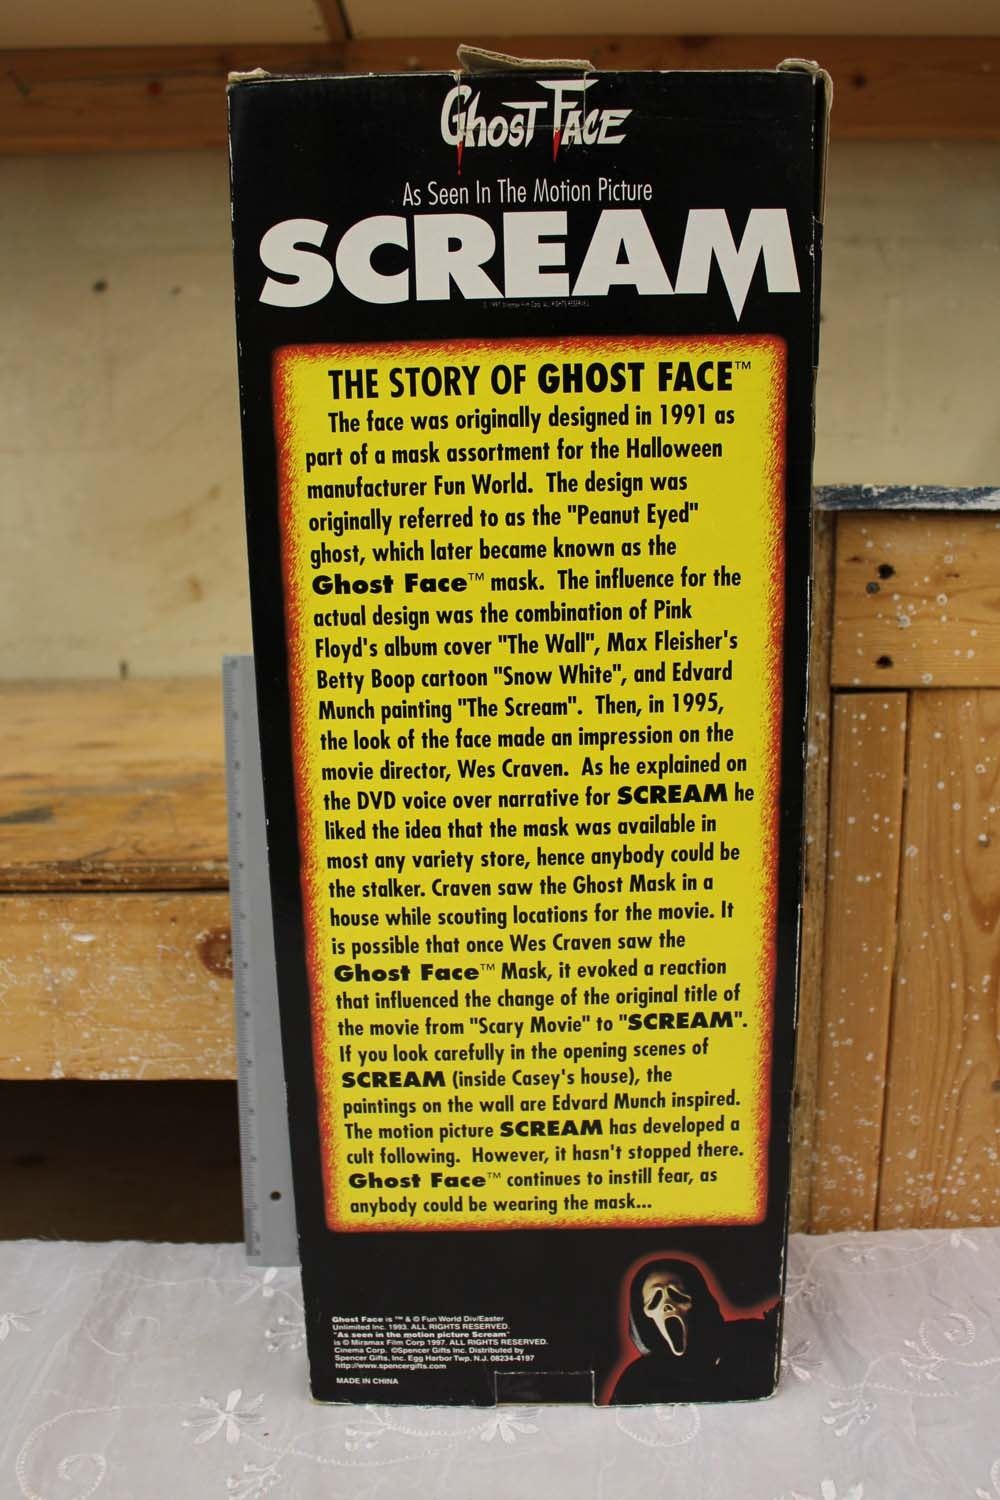 Ghost Face
As Seen In The Motion Picture
SCREAM
THE STORY OF GHOST FACE™
The face was originally designed in 1991 as
part of a mask assortment for the Halloween
manufacturer Fun World. The design was
originally referred to as the "Peanut Eyed"
ghost, which later became known as the
Ghost Face™ mask. The influence for the
actual design was the combination of Pink
Floyd's album cover "The Wall", Max Fleisher's
Betty Boop cartoon "Snow White", and Edvard
Munch painting "The Scream". Then, in 1995,
the look of the face made an impression on the
movie director, Wes Craven. As he explained on
the DVD voice over narrative for SCREAM he
liked the idea that the mask was available in
most any variety store, hence anybody could be
the stalker. Craven saw the Ghost Mask in a
house while scouting locations for the movie. It
is possible that once Wes Craven saw the
Ghost Face™ Mask, it evoked a reaction
that influenced the change of the original title of
the movie from "Scary Movie" to "SCREAM".
If you look carefully in the opening scenes of
SCREAM (inside Casey's house), the
paintings on the wall are Edvard Munch inspired.
The motion picture SCREAM has developed a
cult following. However, it hasn't stopped there.
Ghost Face™ continues to instill fear, as
anybody could be wearing the mask...
Ghost Face is ™ & © Fun World Div/Easter
Unlimited Inc. 1993. ALL RIGHTS RESERVED.
"As seen in the motion picture Scream"
is © Miramax Film Corp 1997. ALL RIGHTS RESERVED.
Cinema Corp. ©Spencer Gifts Inc. Distributed by
Spencer Gifts, Inc. Egg Harbor Twp. N.J. 08234-4197
http://www.spencergifts.com
MADE IN CHINA